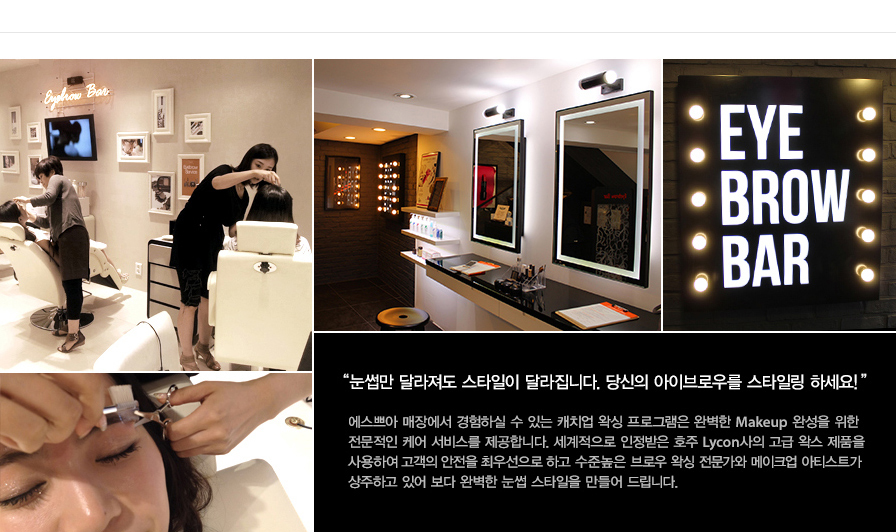 Eyebrow Bar
EYE
BROW
BAR
“눈썹만 달라져도 스타일이 달라집니다. 당신의 아이브로우를 스타일링 하세요!”
에스쁘아 매장에서 경험하실 수 있는 캐치업 왁싱 프로그램은 완벽한 Makeup 완성을 위한
전문적인 케어 서비스를 제공합니다. 세계적으로 인정받은 호주 Lycon사의 고급 왁스 제품을
사용하여 고객의 안전을 최우선으로 하고 수준높은 브로우 왁싱 전문가와 메이크업 아티스트가
상주하고 있어 보다 완벽한 눈썹 스타일을 만들어 드립니다.